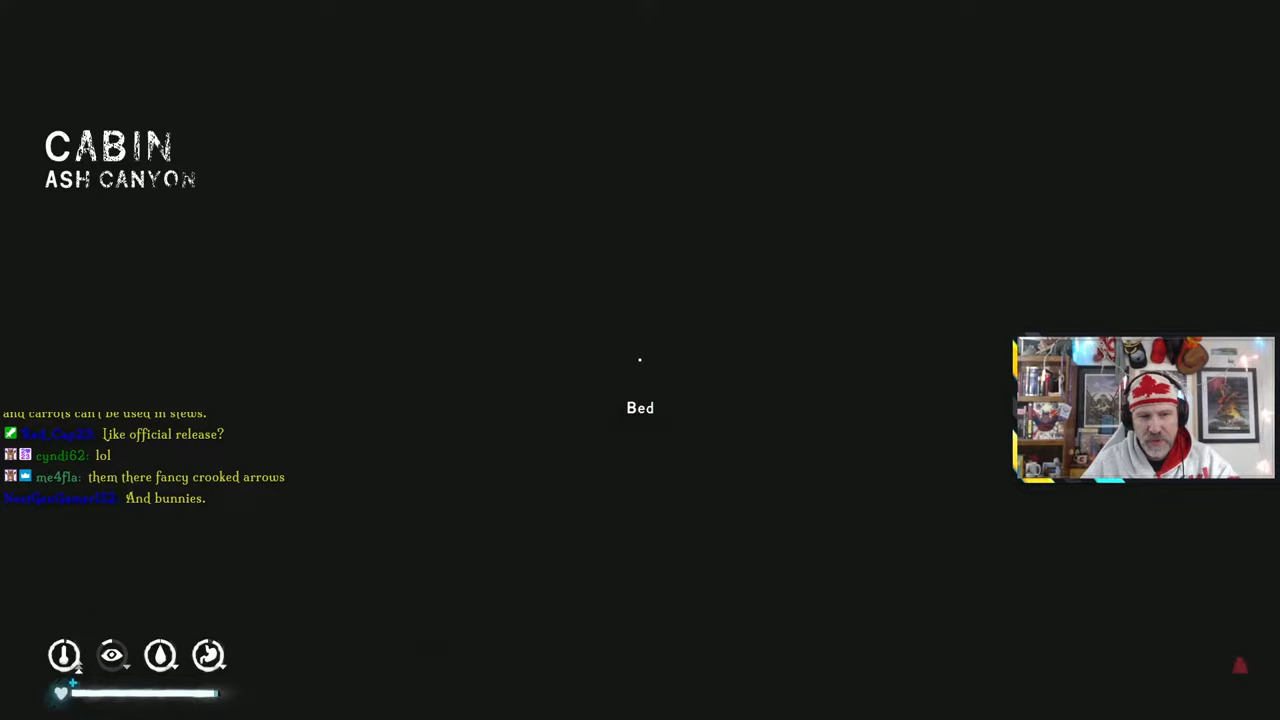 CABIN
ASH CANYON
Bed
and carrots can't be used in stews.
Red_Cap23: Like official release?
cyndi62: lol
me4fla: them there fancy crooked arrows
And bunnies.